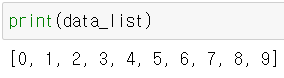 print(data_list)
[0, 1, 2, 3, 4, 5, 6, 7, 8, 9]